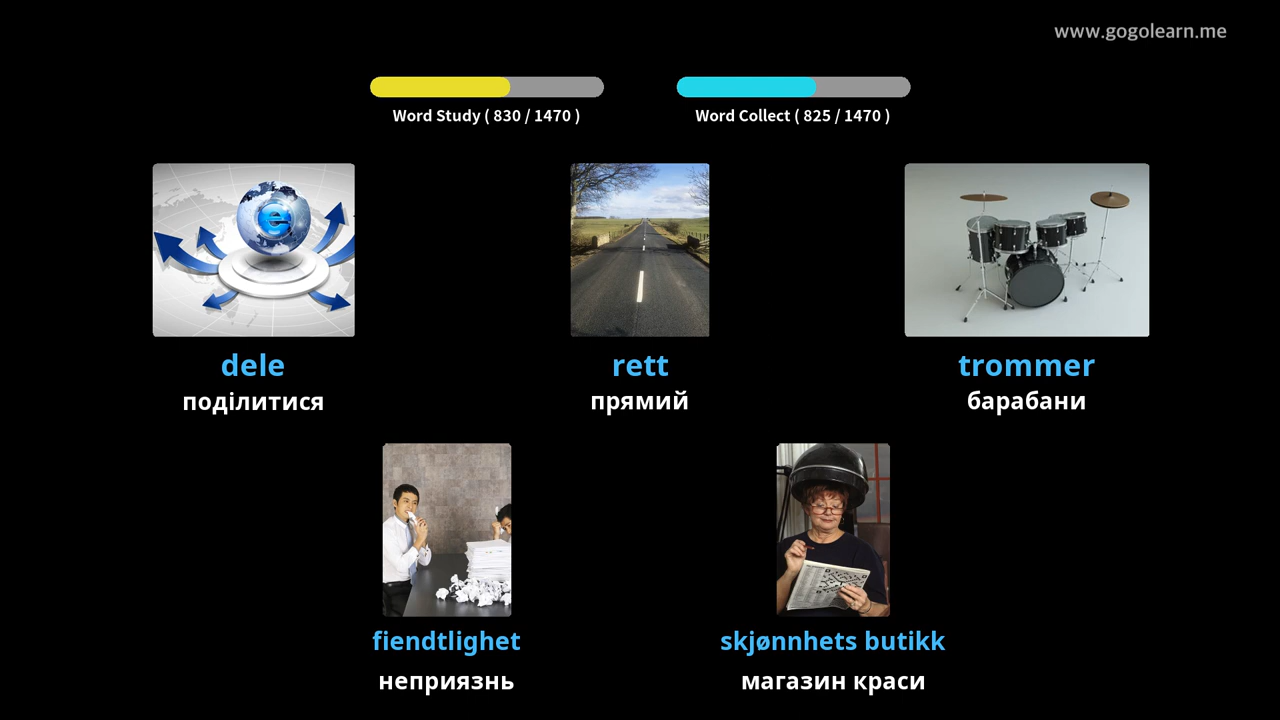 www.gogolearn.me
Word Study ( 830 / 1470 )
Word Collect ( 825 / 1470 )
dele
поділитися
rett
прямий
trommer
барабани
fiendtlighet
неприязнь
skjønnhets butikk
магазин краси